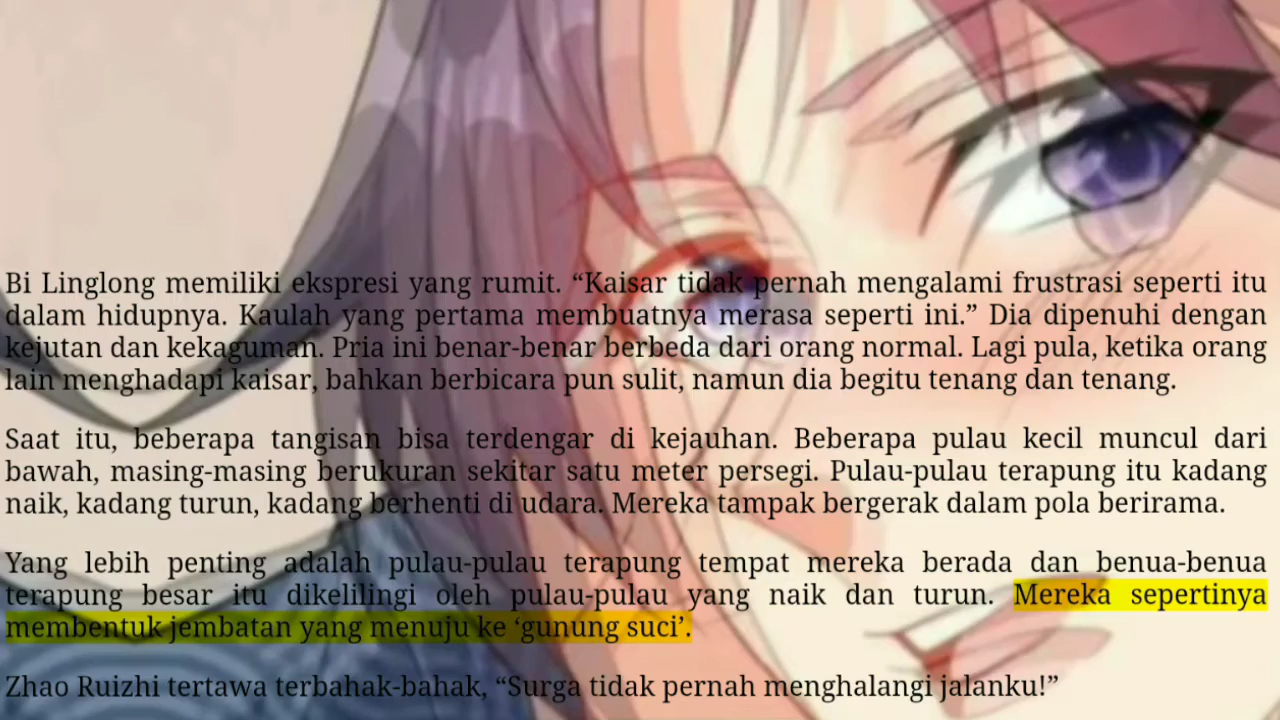 Bi Linglong memiliki ekspresi yang rumit. “Kaisar tidak pernah mengalami frustrasi seperti itu
dalam hidupnya. Kaulah yang pertama membuatnya merasa seperti ini.” Dia dipenuhi dengan
kejutan dan kekaguman. Pria ini benar-benar berbeda dari orang normal. Lagi pula, ketika orang
lain menghadapi kaisar, bahkan berbicara pun sulit, namun dia begitu tenang dan tenang.
Saat itu, beberapa tangisan bisa terdengar di kejauhan. Beberapa pulau kecil muncul dari
bawah, masing-masing berukuran sekitar satu meter persegi. Pulau-pulau terapung itu kadang
naik, kadang turun, kadang berhenti di udara. Mereka tampak bergerak dalam pola berirama.
Yang lebih penting adalah pulau-pulau terapung tempat mereka berada dan benua-benua
terapung besar itu dikelilingi oleh pulau-pulau yang naik dan turun. Mereka sepertinya
membentuk jembatan yang menuju ke ‘gunung suci’.
Zhao Ruizhi tertawa terbahak-bahak, “Surga tidak pernah menghalangi jalanku!”